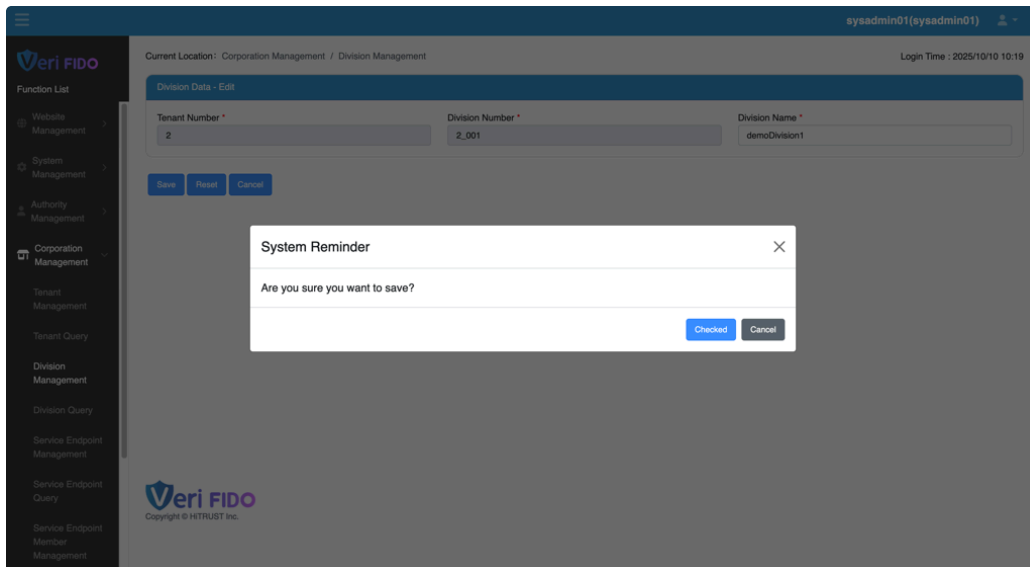 sysadmin01(sysadmin01)
Veri FIDO
Function List
Website
Management
System
Management
Authority
Management
Corporation
Management
Tenant
Management
Tenant Query
Division
Management
Division Query
Service Endpoint
Management
Service Endpoint
Query
Service Endpoint
Member
Management
Current Location: Corporation Management / Division Management
Login Time : 2025/10/10 10:19
Division Data - Edit
Tenant Number * Division Number * Division Name *
2 2_001 demoDivision1
Save Reset Cancel
System Reminder
Are you sure you want to save?
Checked Cancel
Veri FIDO
Copyright © HiTRUST Inc.